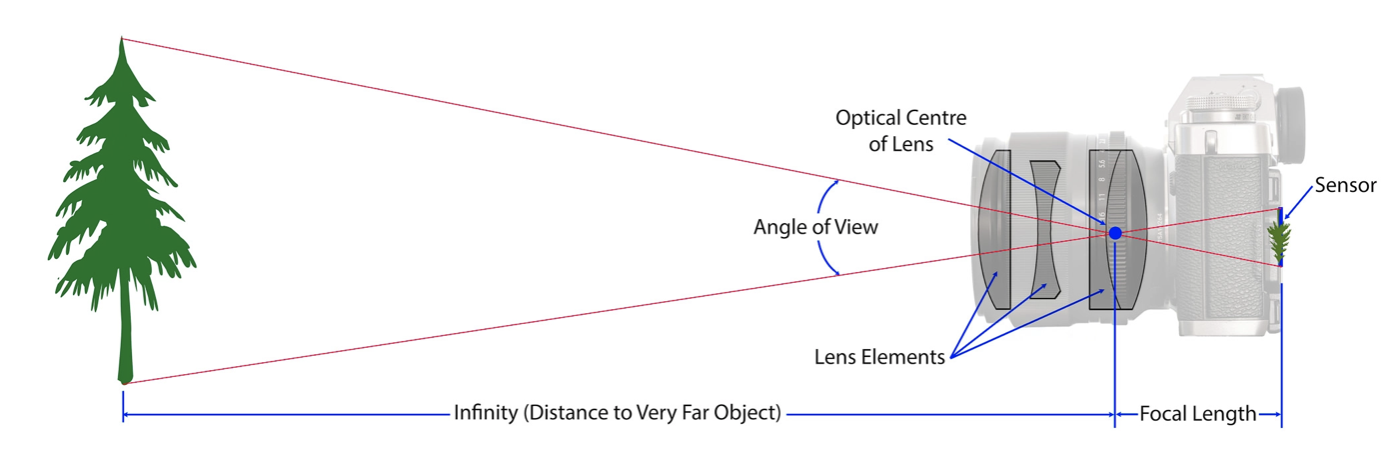 Optical Centre
of Lens
Sensor
Angle of View
Lens Elements
Infinity (Distance to Very Far Object)
Focal Length